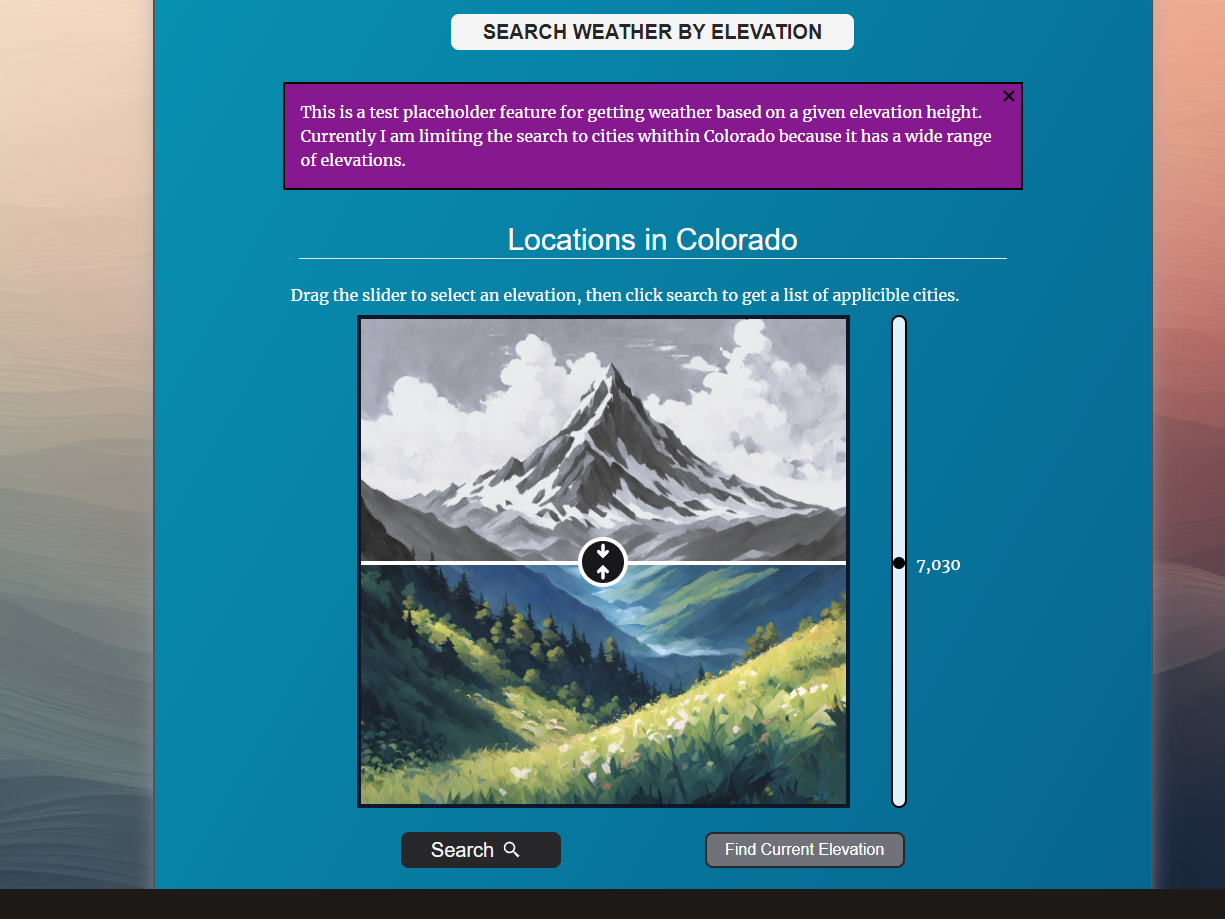 SEARCH WEATHER BY ELEVATION
This is a test placeholder feature for getting weather based on a given elevation height.
Currently I am limiting the search to cities whithin Colorado because it has a wide range
of elevations.
Locations in Colorado
Drag the slider to select an elevation, then click search to get a list of applicible cities.
7,030
Search
Find Current Elevation